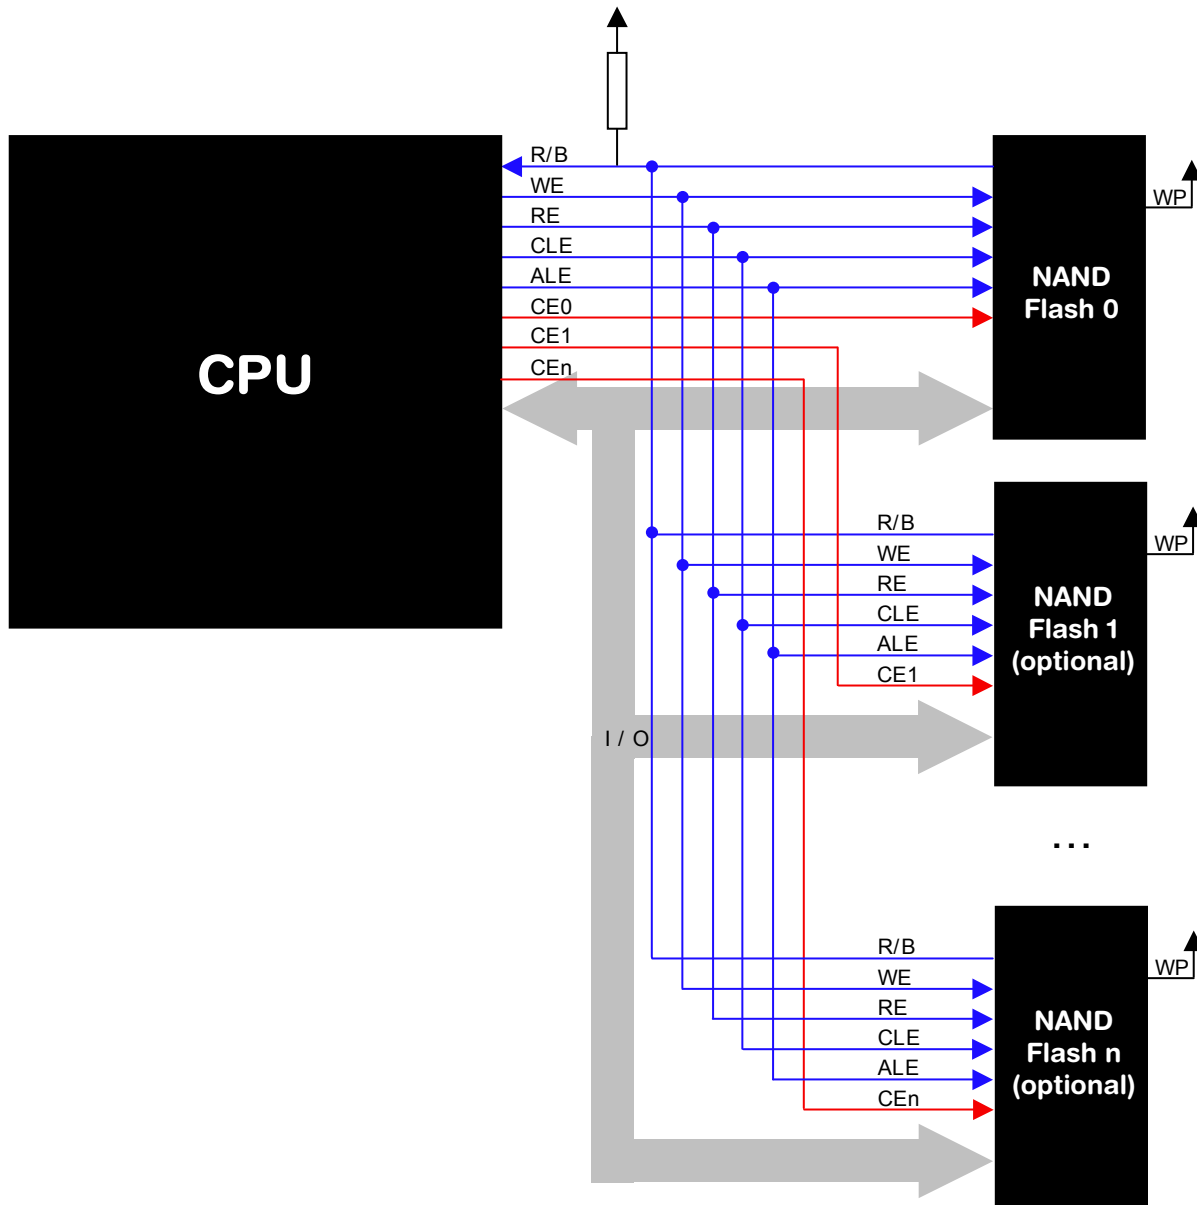 R/B
WE
RE
CLE
ALE
CE0
CE1
CEn
CPU
WP
NAND
Flash 0
R/B
WE
RE
CLE
ALE
CE1
WP
NAND
Flash 1
(optional)
I / O
...
R/B
WE
RE
CLE
ALE
CEn
WP
NAND
Flash n
(optional)